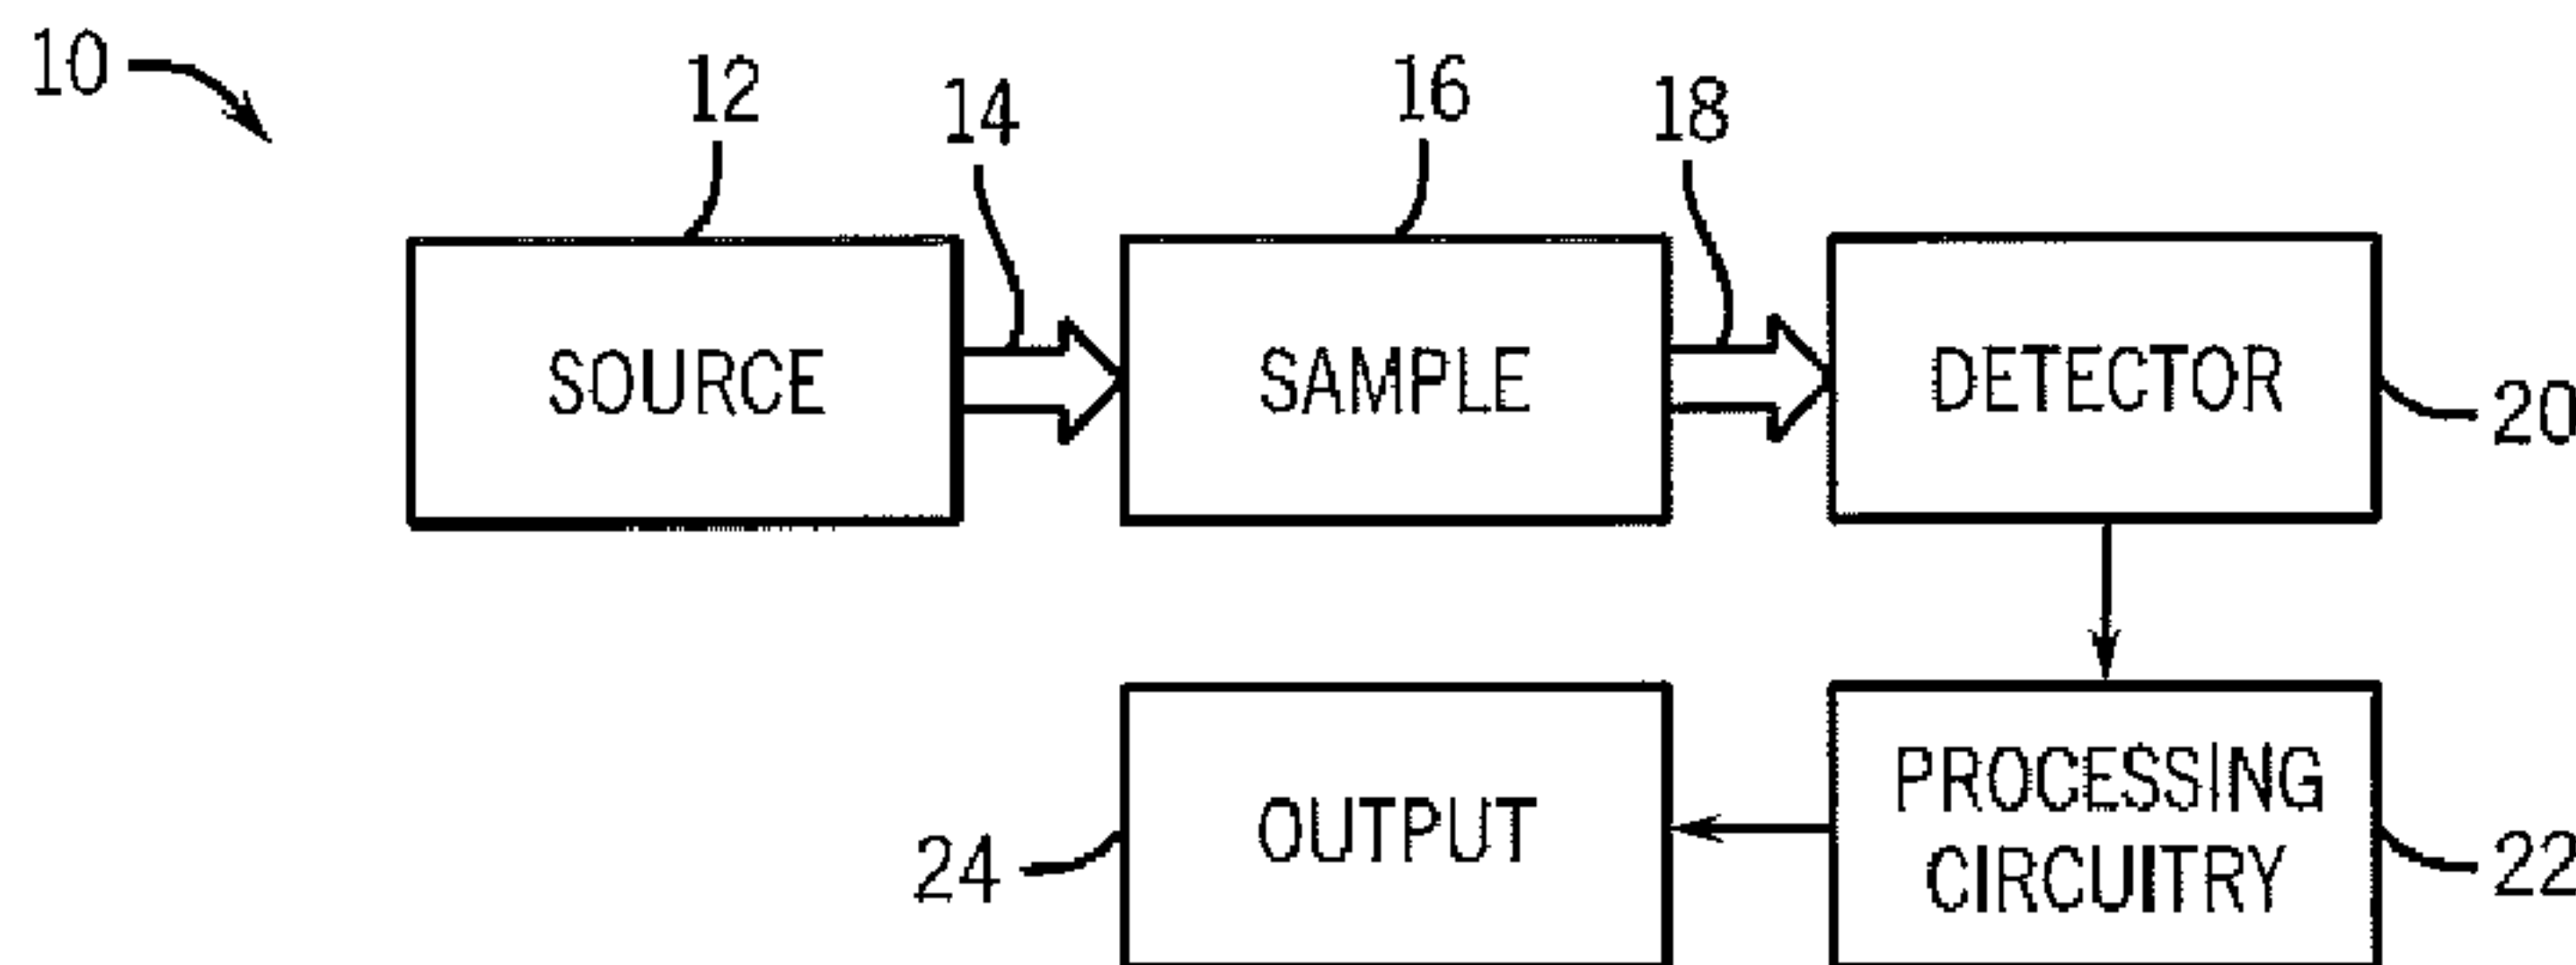 10
12
14
16
18
SOURCE
SAMPLE
DETECTOR
20
OUTPUT
PROCESSING
CIRCUITRY
24
22